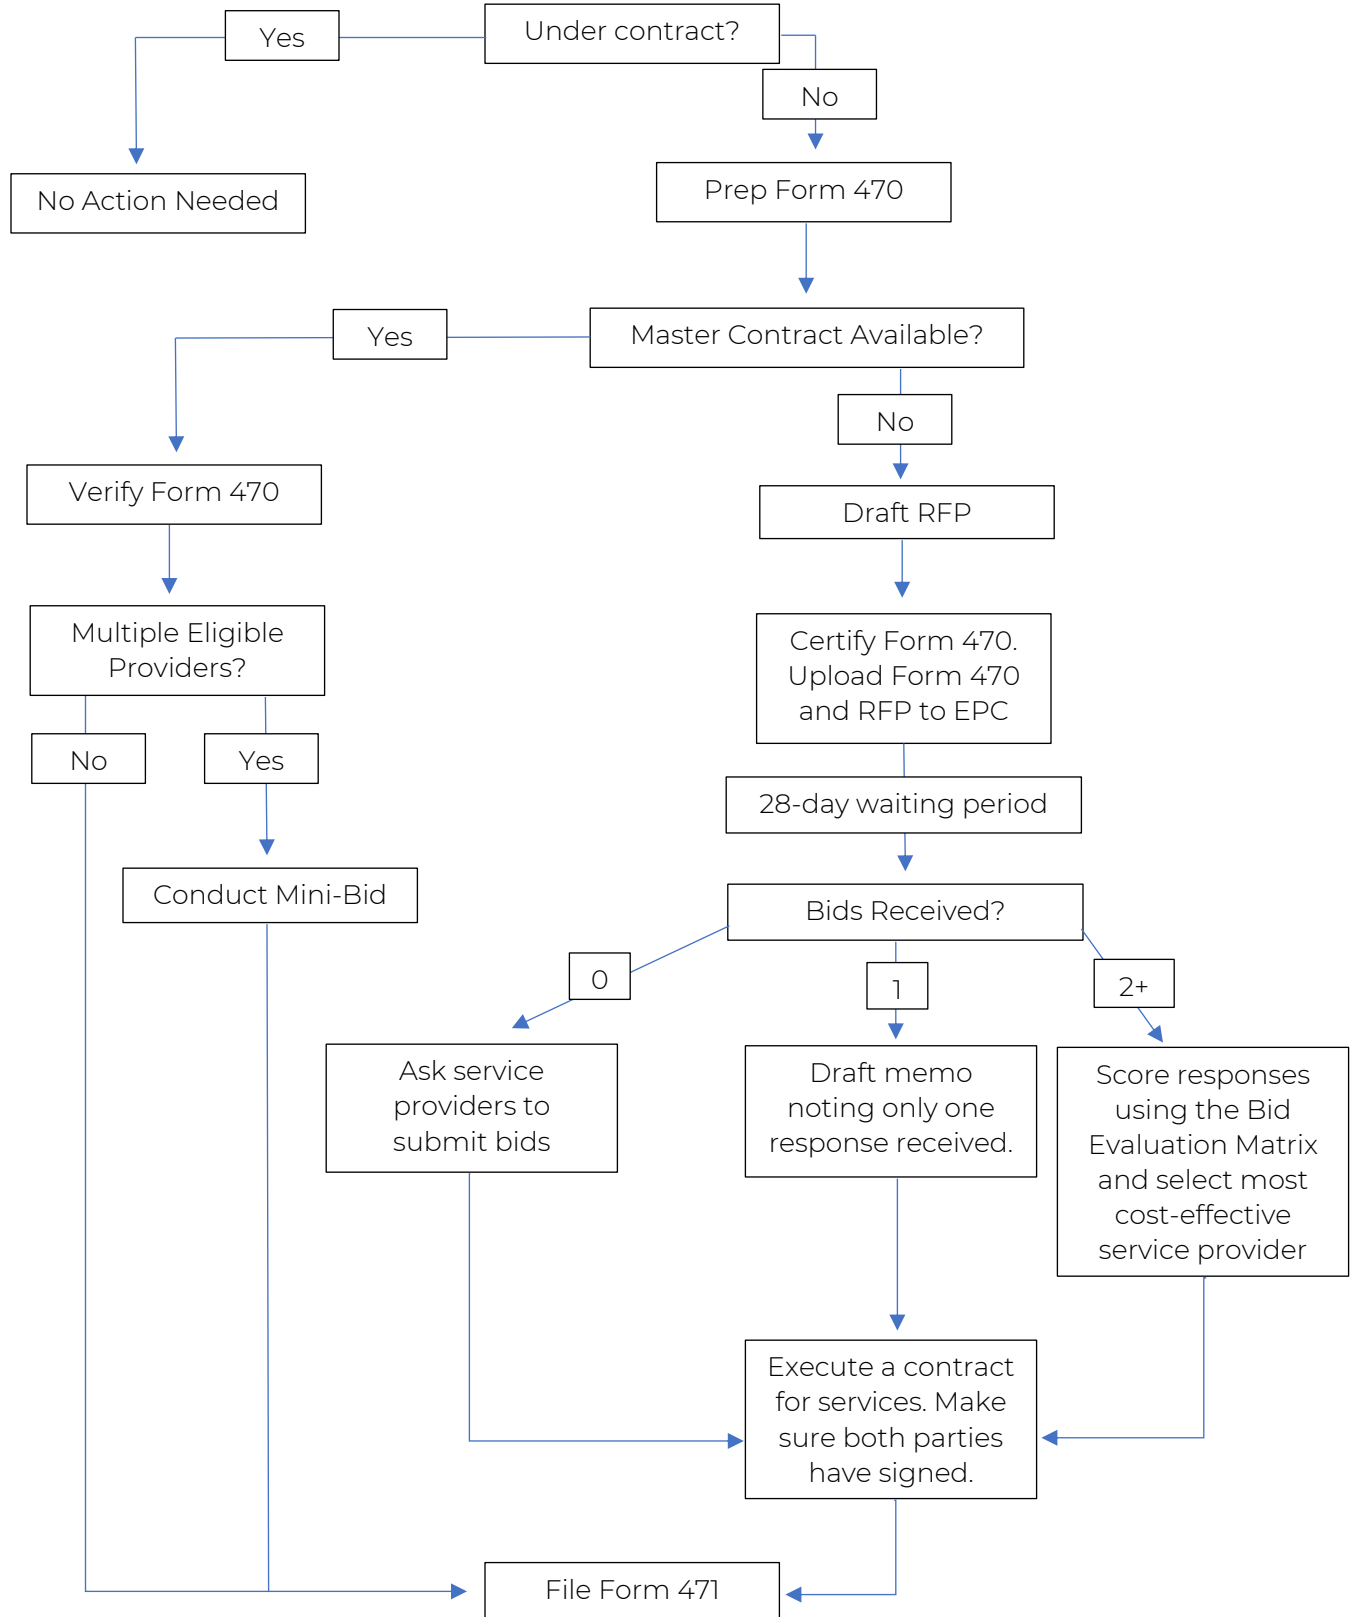 Under contract?
Yes
No
No Action Needed
Prep Form 470
Master Contract Available?
Yes
No
Verify Form 470
Draft RFP
Multiple Eligible
Providers?
Certify Form 470.
Upload Form 470
and RFP to EPC
No
Yes
28-day waiting period
Conduct Mini-Bid
Bids Received?
0
1
2+
Ask service
providers to
submit bids
Draft memo
noting only one
response received.
Score responses
using the Bid
Evaluation Matrix
and select most
cost-effective
service provider
Execute a contract
for services. Make
sure both parties
have signed.
File Form 471